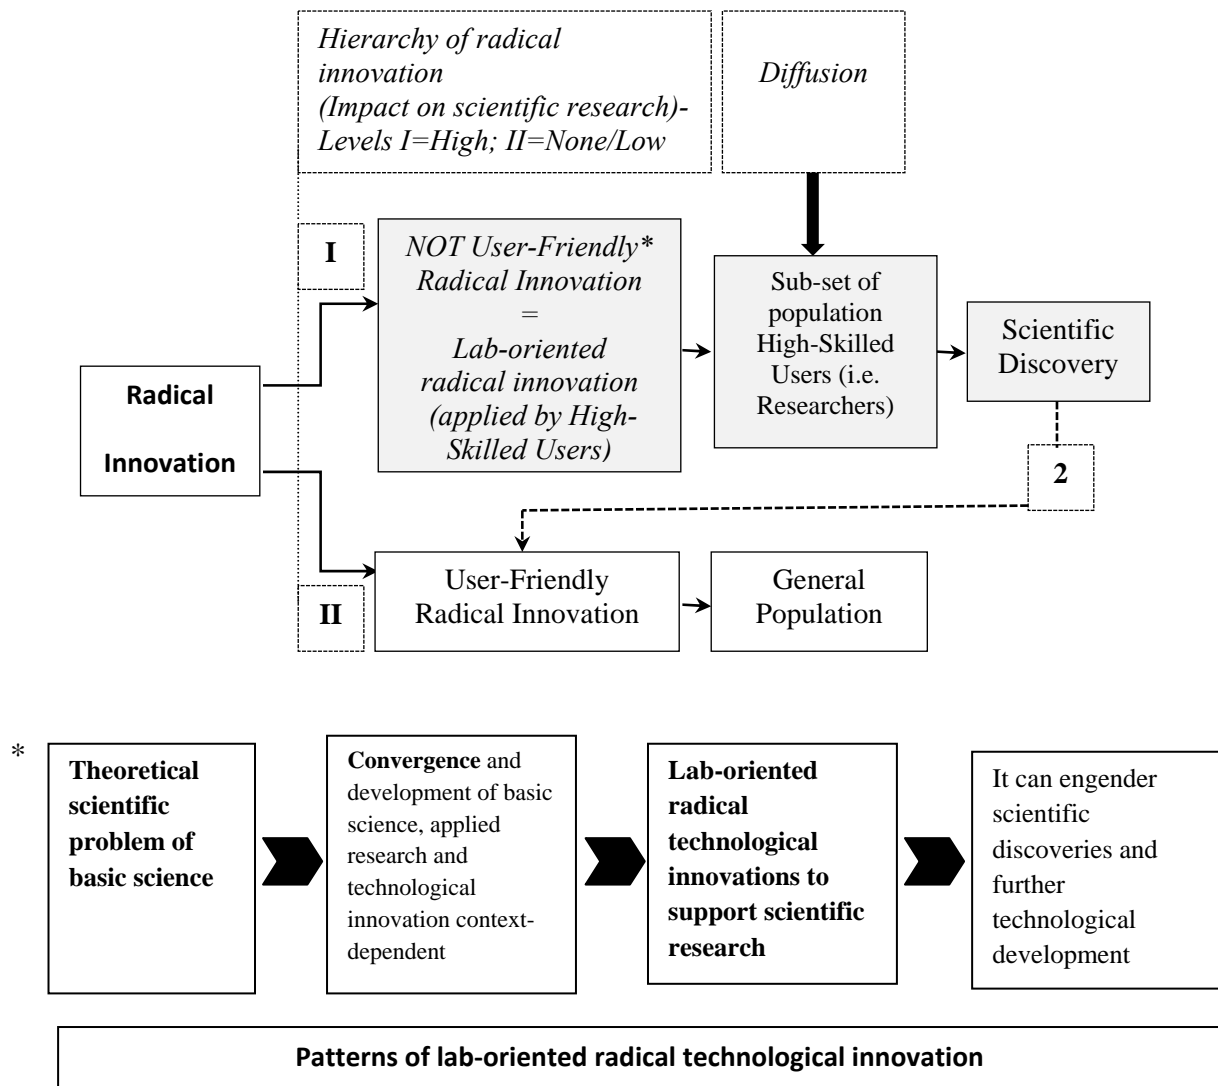 Hierarchy of radical
innovation
(Impact on scientific research)-
Levels I=High; II=None/Low
Diffusion
I
NOT User-Friendly*
Radical Innovation
=
Lab-oriented
radical innovation
(applied by High-
Skilled Users)
Sub-set of
population
High-Skilled
Users (i.e.
Researchers)
Scientific
Discovery
Radical
Innovation
2
II
User-Friendly
Radical Innovation
General
Population
*
Theoretical
scientific
problem of
basic science
Convergence and
development of basic
science, applied
research and
technological
innovation context-
dependent
Lab-oriented
radical
technological
innovations to
support scientific
research
It can engender
scientific
discoveries and
further
technological
development
Patterns of lab-oriented radical technological innovation